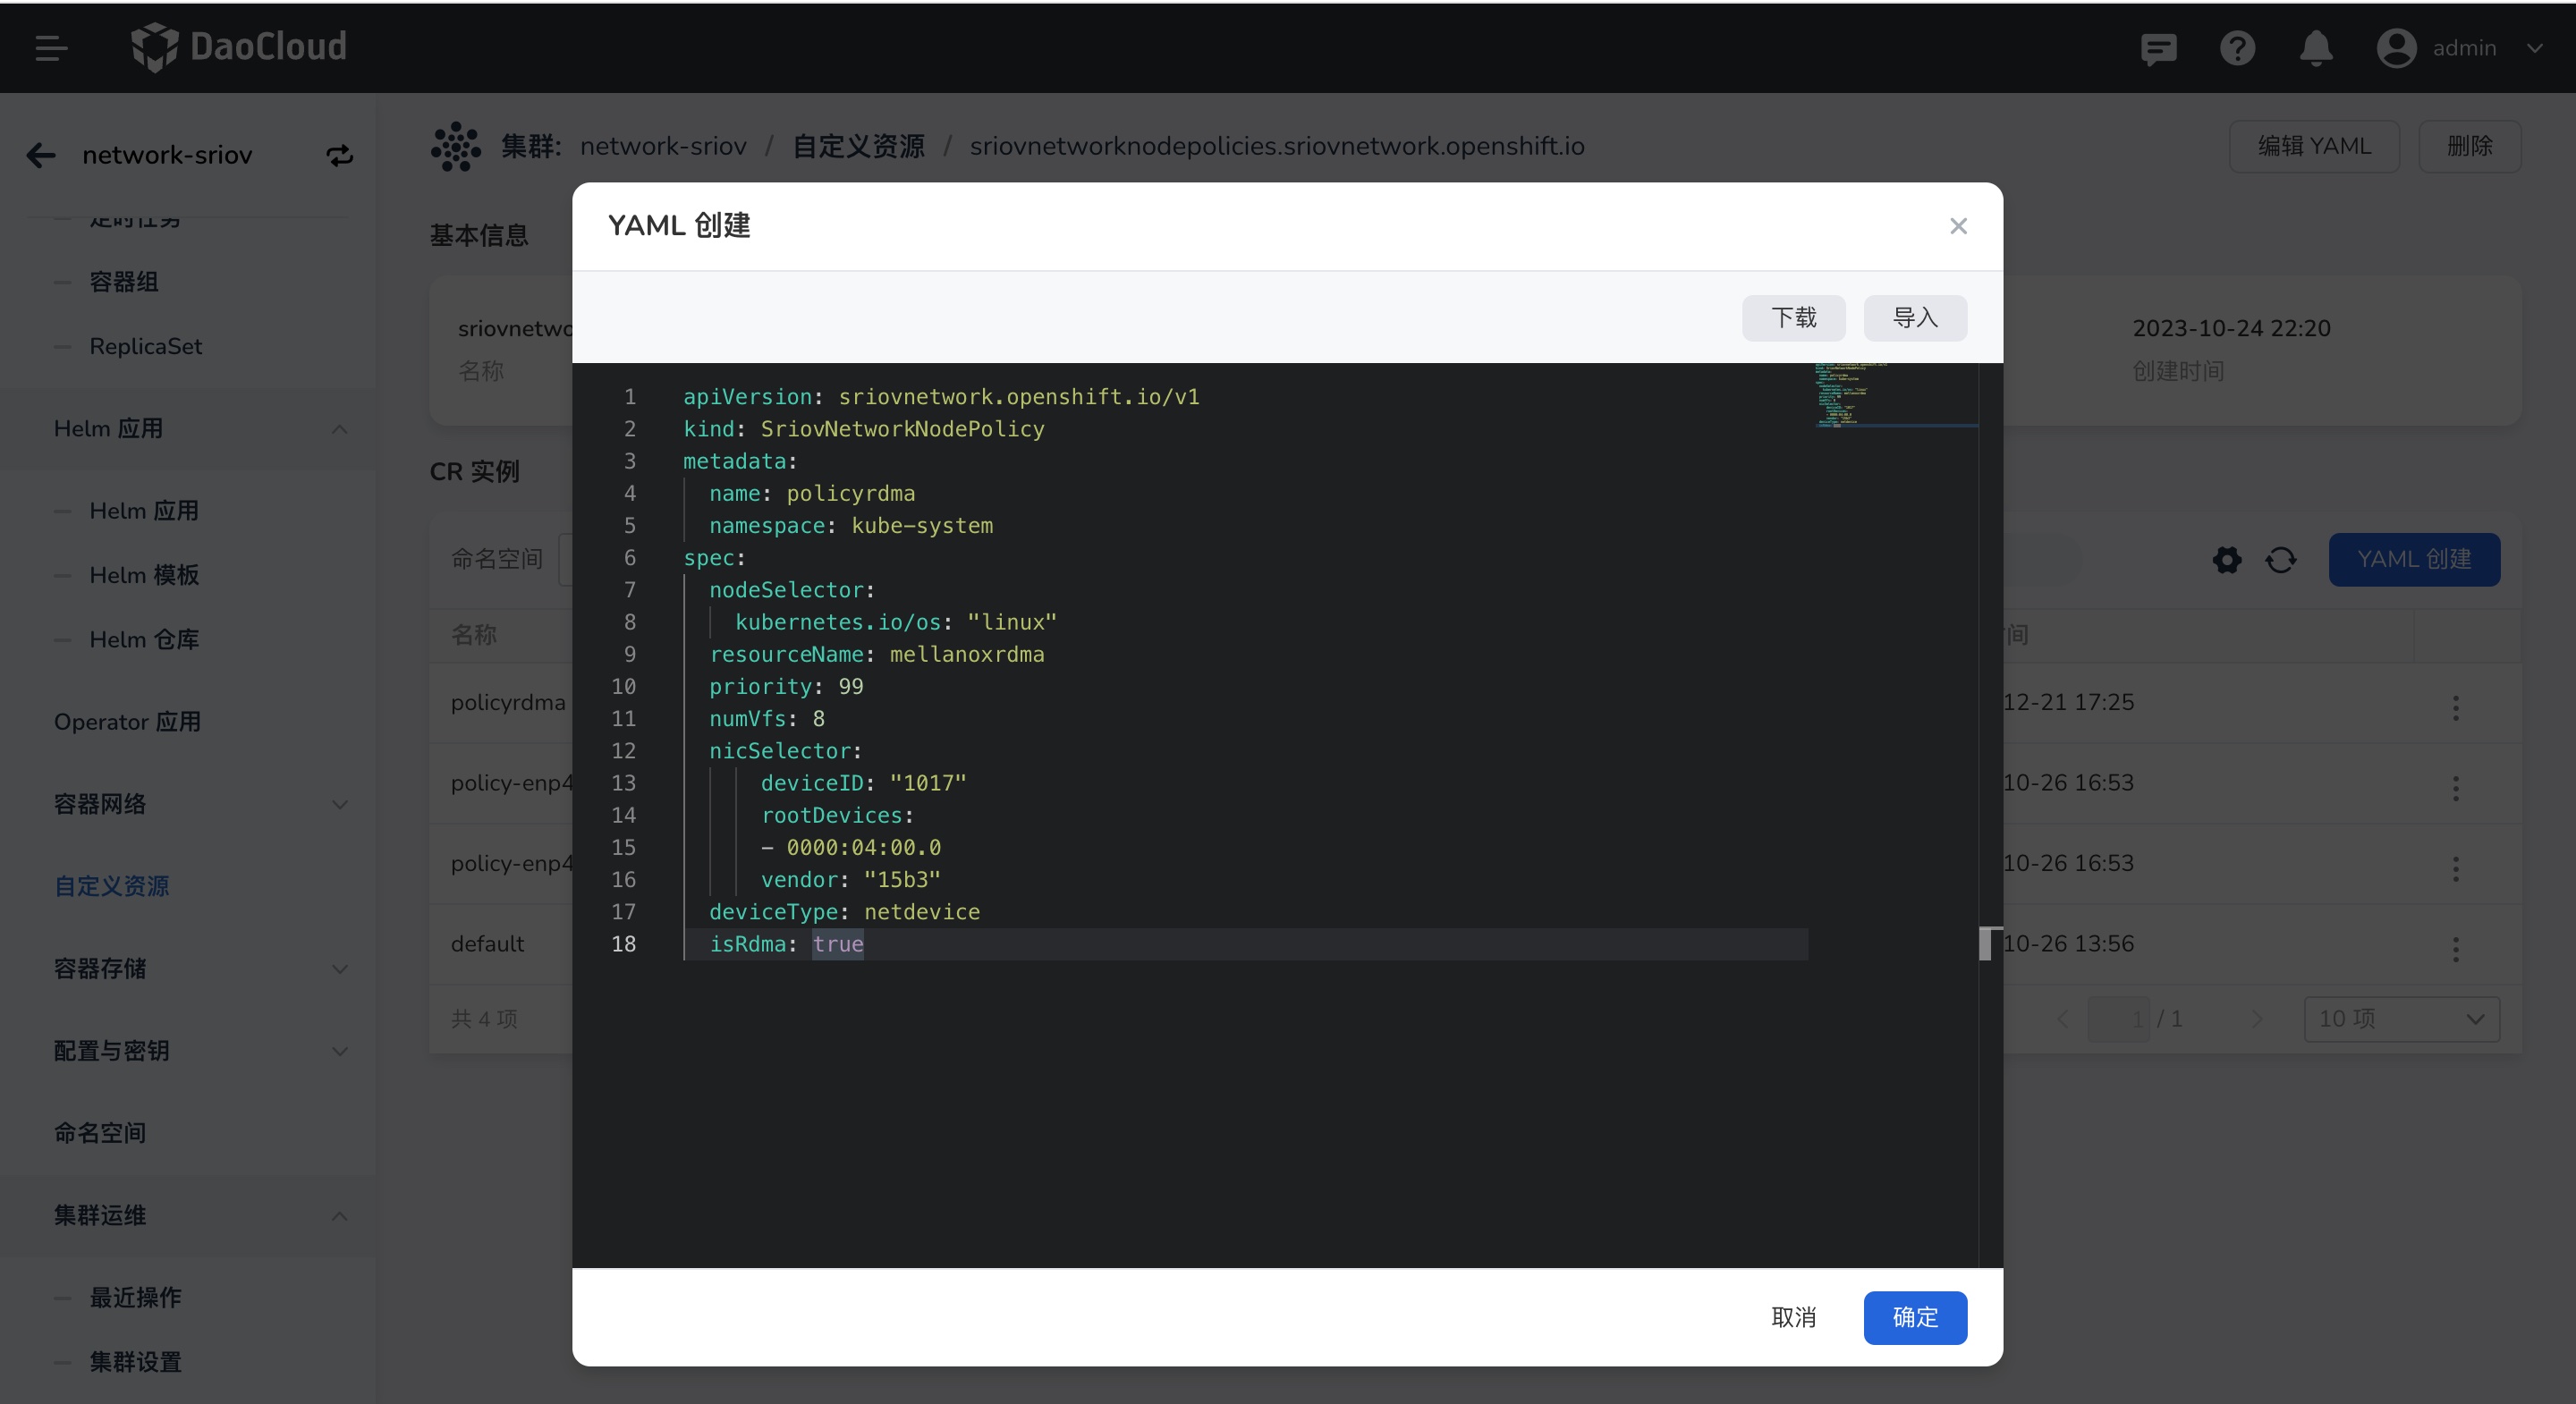 DaoCloud
admin
network-sriov
定时任务
容器组
ReplicaSet
Helm 应用
Helm 应用
Helm 模板
Helm 仓库
Operator 应用
容器网络
自定义资源
容器存储
配置与密钥
命名空间
集群运维
最近操作
集群设置
集群: network-sriov / 自定义资源 / sriovnetworknodepolicies.sriovnetwork.openshift.io
编辑 YAML 删除
基本信息
sriovnetwo
名称
2023-10-24 22:20
创建时间
CR 实例
命名空间
YAML 创建
名称
间
policyrdma
12-21 17:25
policy-enp4
10-26 16:53
policy-enp4
10-26 16:53
default
10-26 13:56
共 4 项
1 / 1
10 项
YAML 创建
下载 导入
1 apiVersion: sriovnetwork.openshift.io/v1
2 kind: SriovNetworkNodePolicy
3 metadata:
4 name: policyrdma
5 namespace: kube-system
6 spec:
7 nodeSelector:
8 kubernetes.io/os: "linux"
9 resourceName: mellanoxrdma
10 priority: 99
11 numVfs: 8
12 nicSelector:
13 deviceID: "1017"
14 rootDevices:
15 - 0000:04:00.0
16 vendor: "15b3"
17 deviceType: netdevice
18 isRdma: true
取消 确定